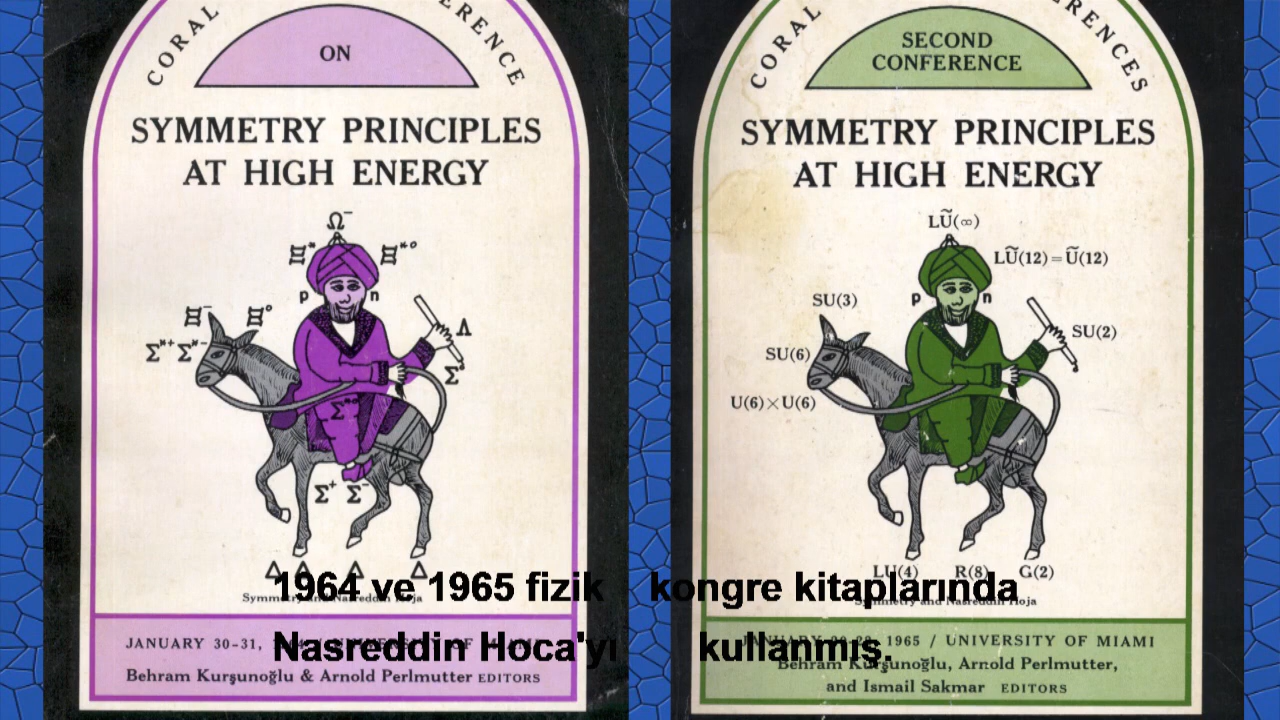 CORAL ERENCE
ON
SYMMETRY PRINCIPLES
AT HIGH ENERGY
Ω⁻
Ξ* Ξ*⁰
p n
Ξ⁻ Ξ⁰
Λ
Σ*⁺ Σ*⁻
Σ*⁰
Σ⁺ Σ⁻
Δ Δ Δ Δ
Symmetry and Nasreddin Hoja
JANUARY 30-31, OF
Behram Kurşunoğlu & Arnold Perlmutter EDITORS
CORAL ERENCES
SECOND
CONFERENCE
SYMMETRY PRINCIPLES
AT HIGH ENERGY
LŨ(∞)
LŨ(12)=Ũ(12)
SU(3) p n
SU(2)
SU(6)
U(6)×U(6)
LU(4) R(8) G(2)
Symmetry and Nasreddin Hoja
1965 / UNIVERSITY OF MIAMI
Behram Kurşunoğlu, Arnold Perlmutter,
and Ismail Sakmar EDITORS
1964 ve 1965 fizik kongre kitaplarında
Nasreddin Hoca'yı kullanmış.